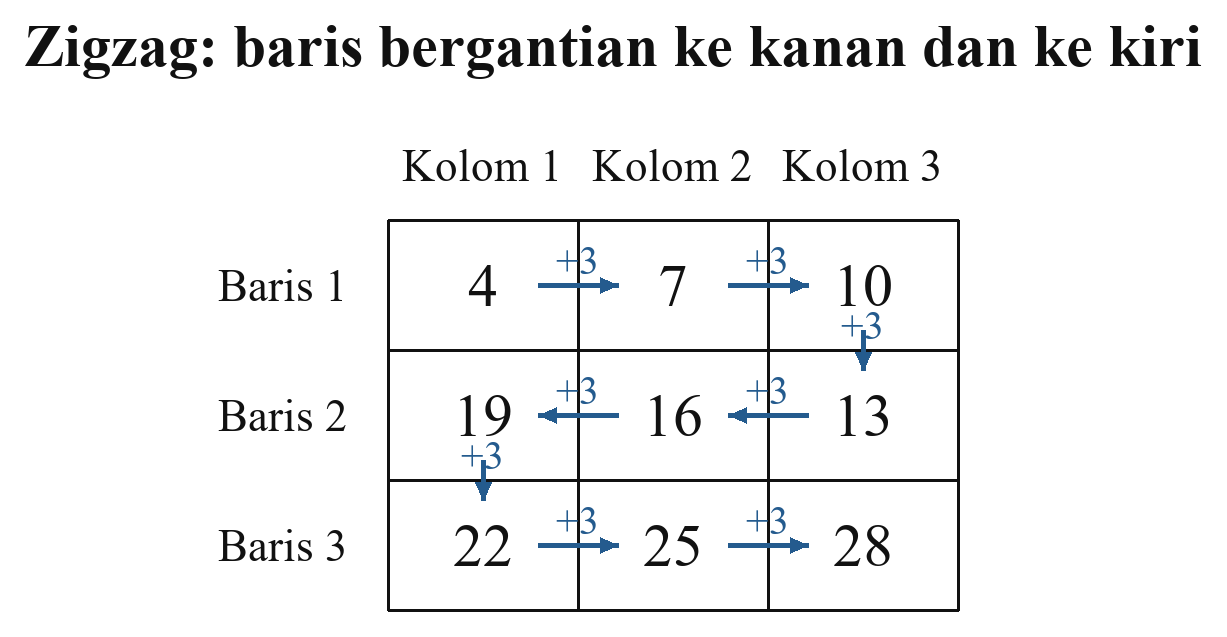 Zigzag: baris bergantian ke kanan dan ke kiri
Kolom 1 Kolom 2 Kolom 3
+3 +3
Baris 1 4 7 10
+3
+3 +3
Baris 2 19 16 13
+3
+3 +3
Baris 3 22 25 28